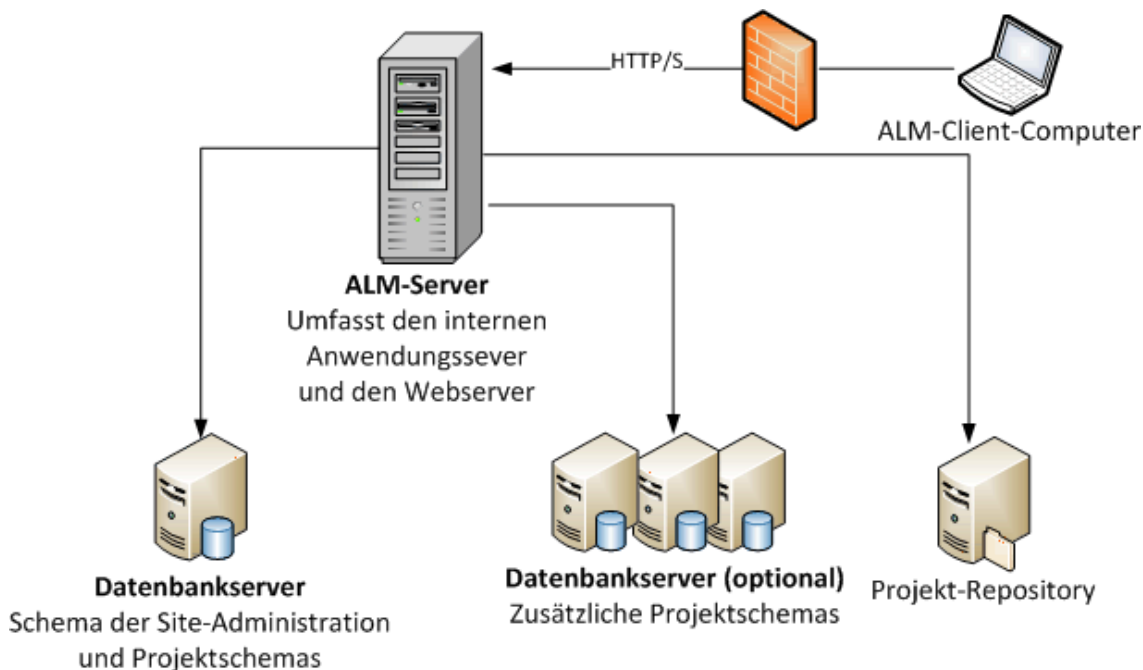 HTTP/S
ALM-Client-Computer
ALM-Server
Umfasst den internen
Anwendungssever
und den Webserver
Datenbankserver
Schema der Site-Administration
und Projektschemas
Datenbankserver (optional)
Zusätzliche Projektschemas
Projekt-Repository